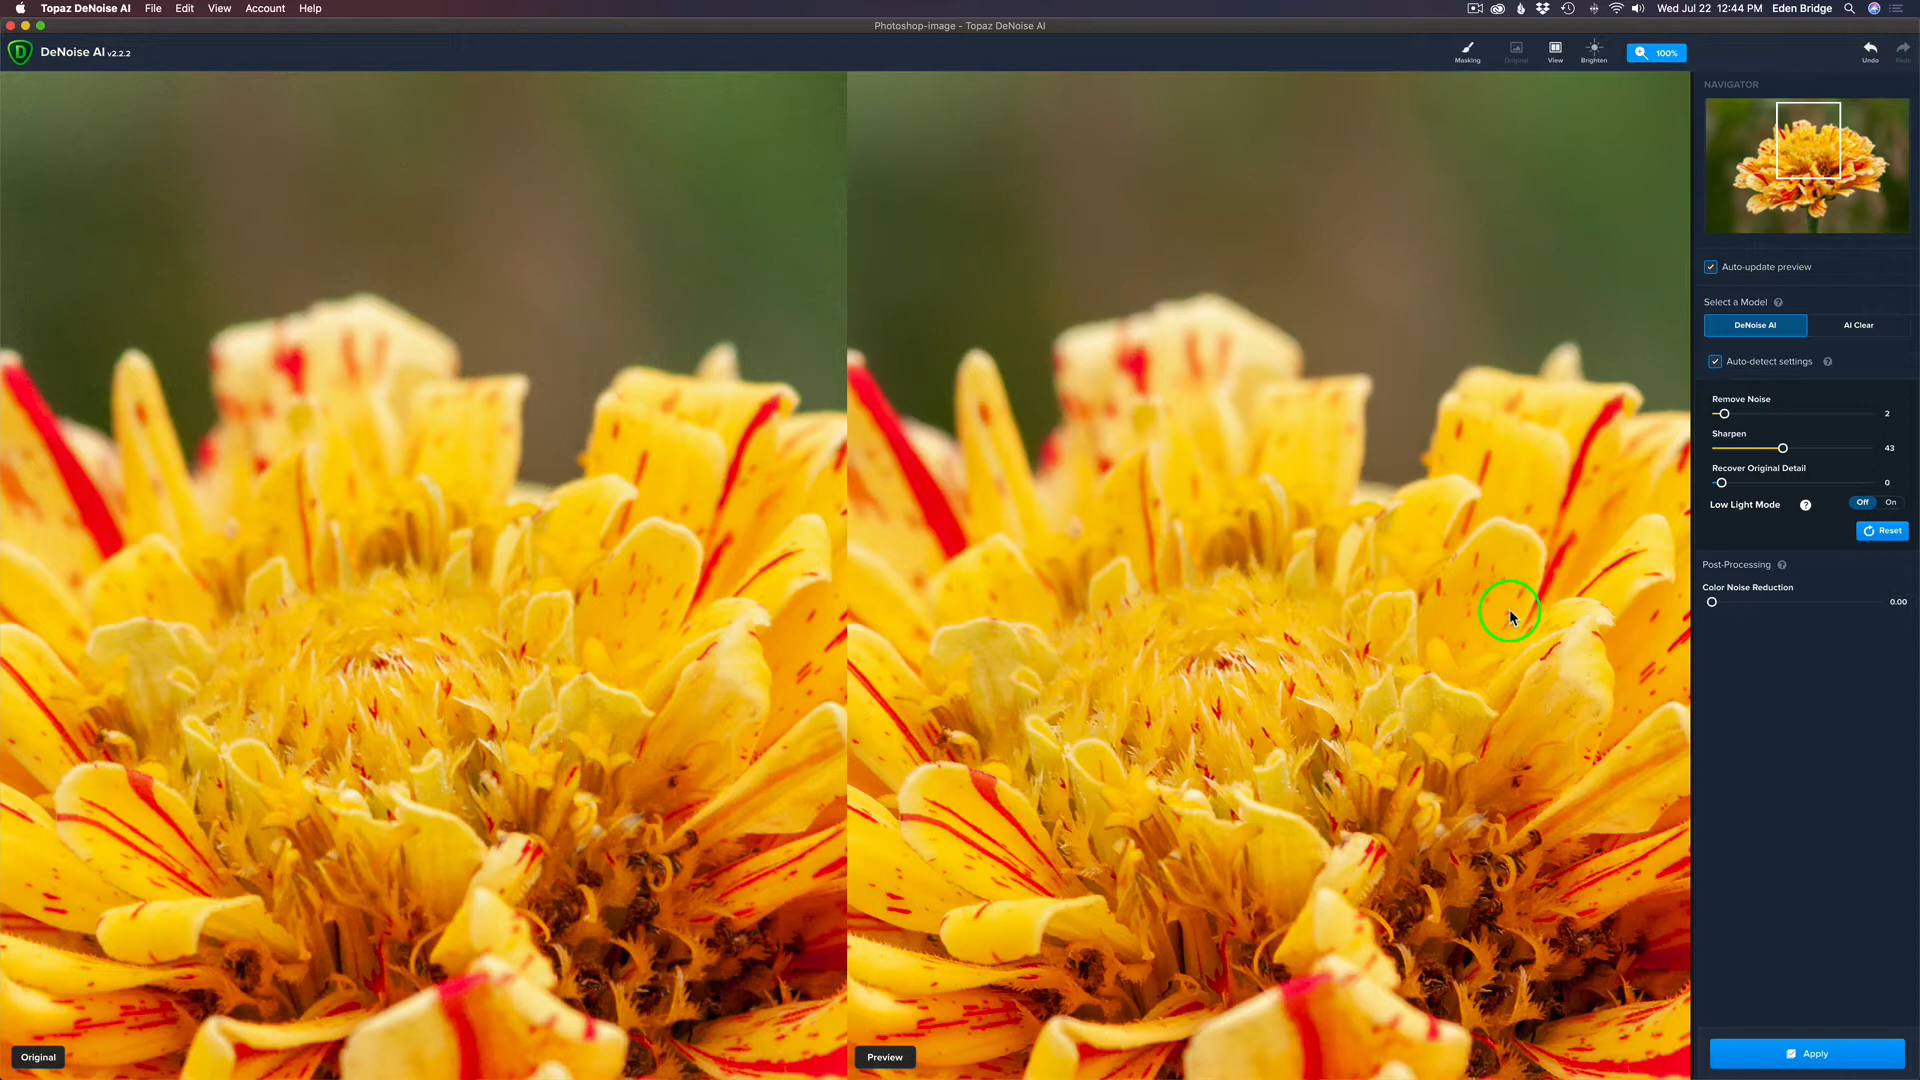 Topaz DeNoise AI File Edit View Account Help Wed Jul 22 12:44 PM Eden Bridge
Photoshop-image - Topaz DeNoise AI
D DeNoise AI v2.2.2
Masking Original View Brighten 100% Undo Redo
NAVIGATOR
Auto-update preview
Select a Model ?
DeNoise AI AI Clear
Auto-detect settings ?
Remove Noise
2
Sharpen
43
Recover Original Detail
0
Low Light Mode ? Off On
Reset
Post-Processing ?
Color Noise Reduction
0.00
Original Preview Apply